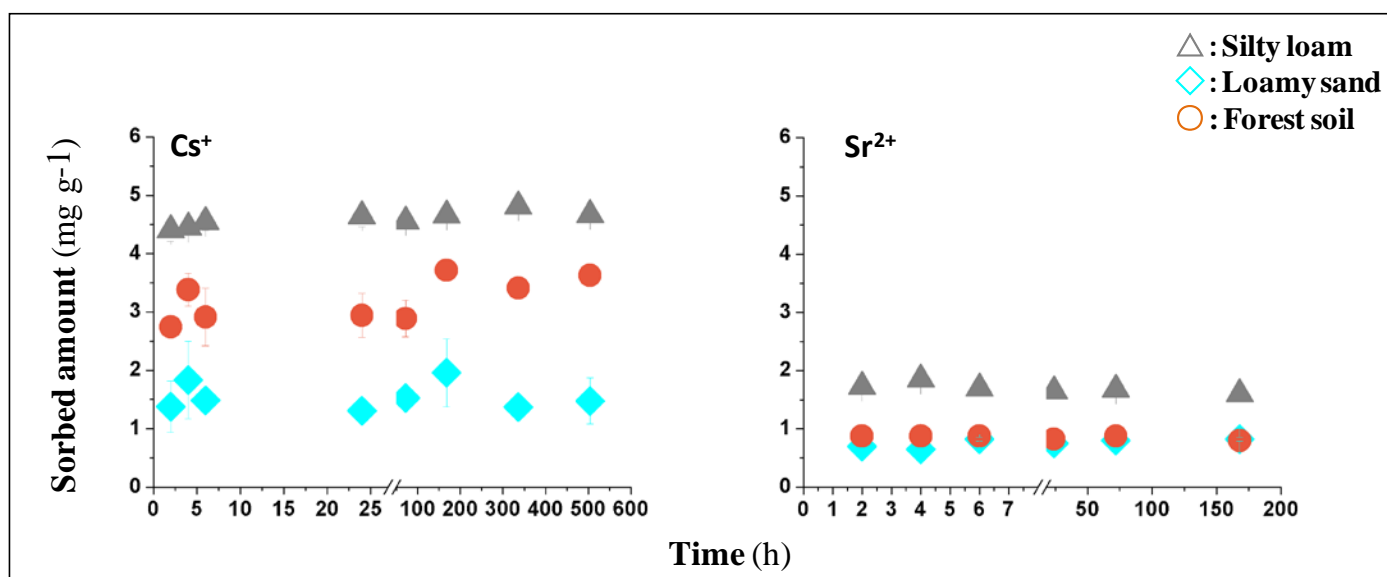 : Silty loam
: Loamy sand
: Forest soil
Sorbed amount (mg g⁻¹)
Cs⁺
6
5
4
3
2
1
0
0 5 10 15 20 25 100 200 300 400 500 600
Sr²⁺
6
5
4
3
2
1
0
0 1 2 3 4 5 6 7 50 100 150 200
Time (h)